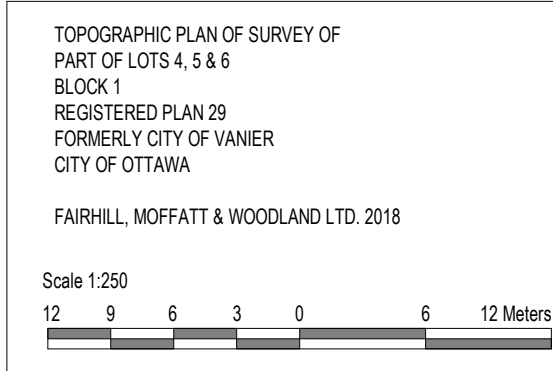 TOPOGRAPHIC PLAN OF SURVEY OF
PART OF LOTS 4, 5 & 6
BLOCK 1
REGISTERED PLAN 29
FORMERLY CITY OF VANIER
CITY OF OTTAWA
FAIRHILL, MOFFATT & WOODLAND LTD. 2018
Scale 1:250
12 9 6 3 0 6 12 Meters